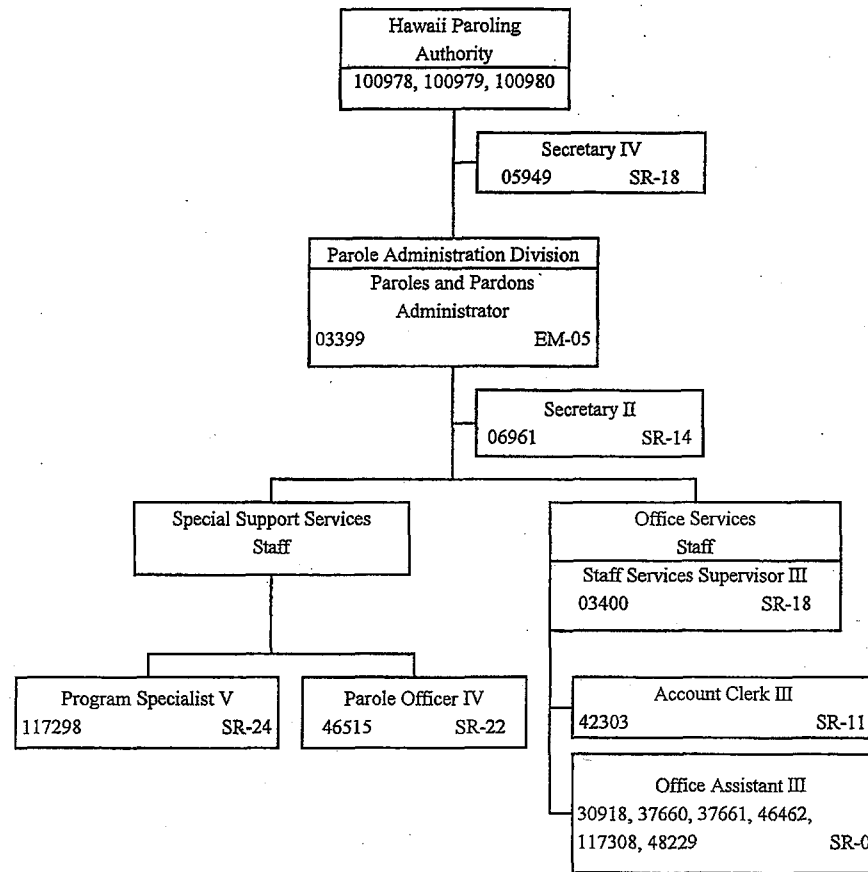 Hawaii Paroling
Authority
100978, 100979, 100980
Secretary IV
05949 SR-18
Parole Administration Division
Paroles and Pardons
Administrator
03399 EM-05
Secretary II
06961 SR-14
Special Support Services
Staff
Office Services
Staff
Staff Services Supervisor III
03400 SR-18
Program Specialist V
117298 SR-24
Parole Officer IV
46515 SR-22
Account Clerk III
42303 SR-11
Office Assistant III
30918, 37660, 37661, 46462,
117308, 48229